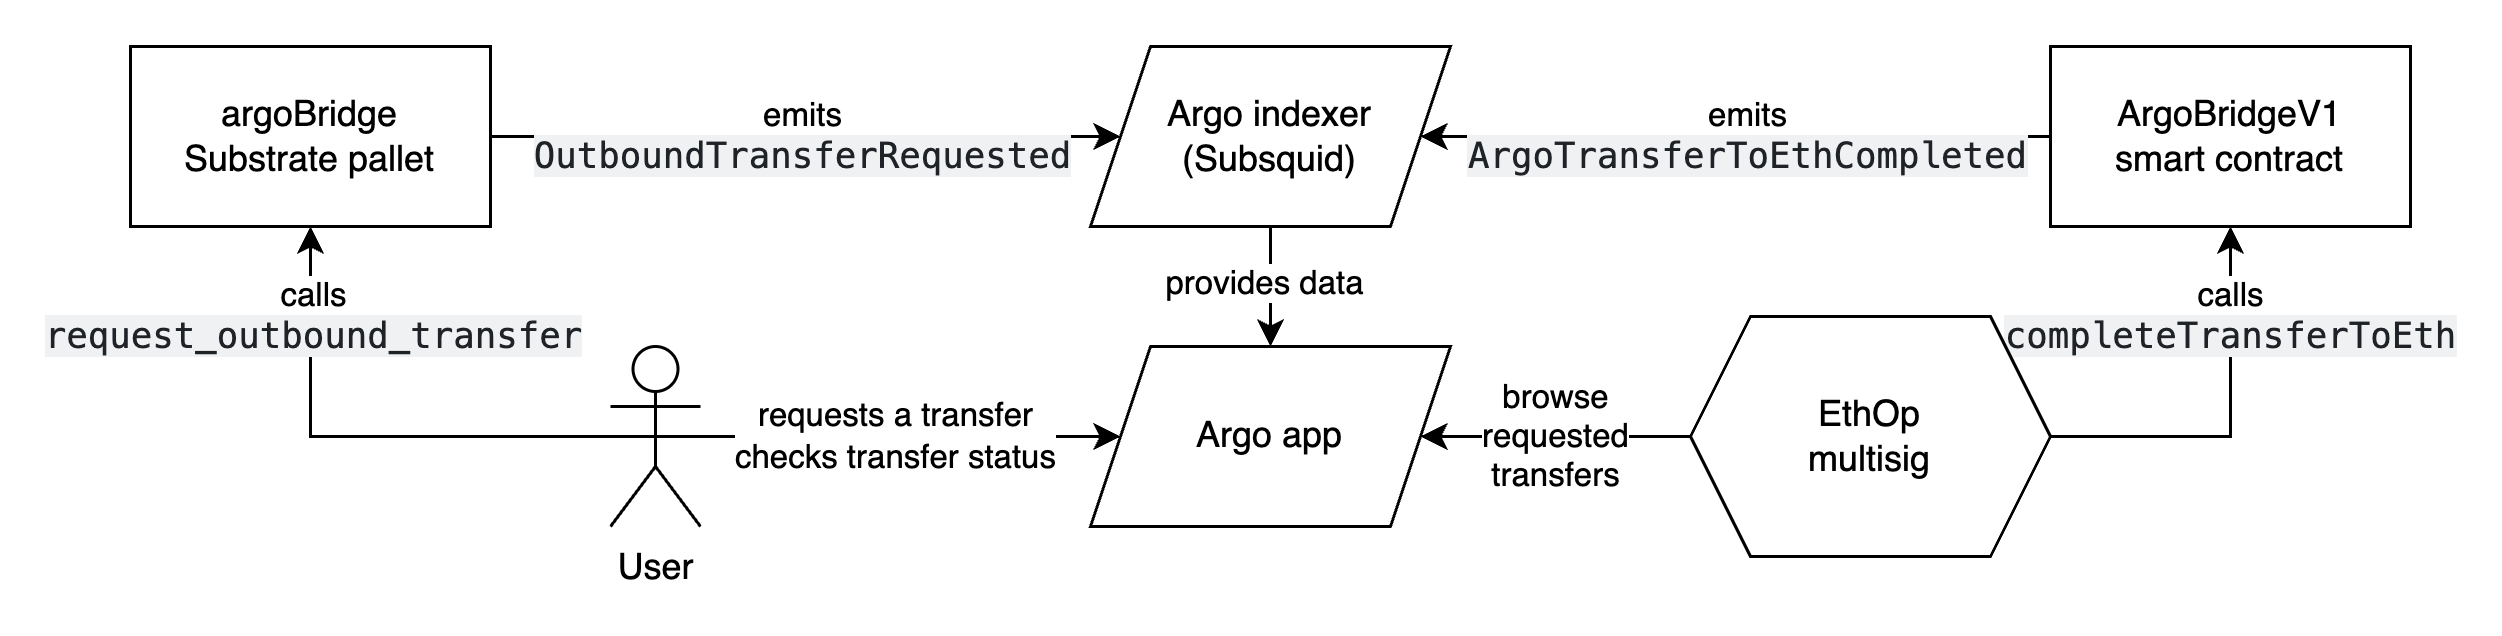 argoBridge
Substrate pallet
emits
OutboundTransferRequested
Argo indexer
(Subsquid)
emits
ArgoTransferToEthCompleted
ArgoBridgeV1
smart contract
calls
request_outbound_transfer
provides data
calls
completeTransferToEth
requests a transfer
checks transfer status
Argo app
browse
requested
transfers
EthOp
multisig
User